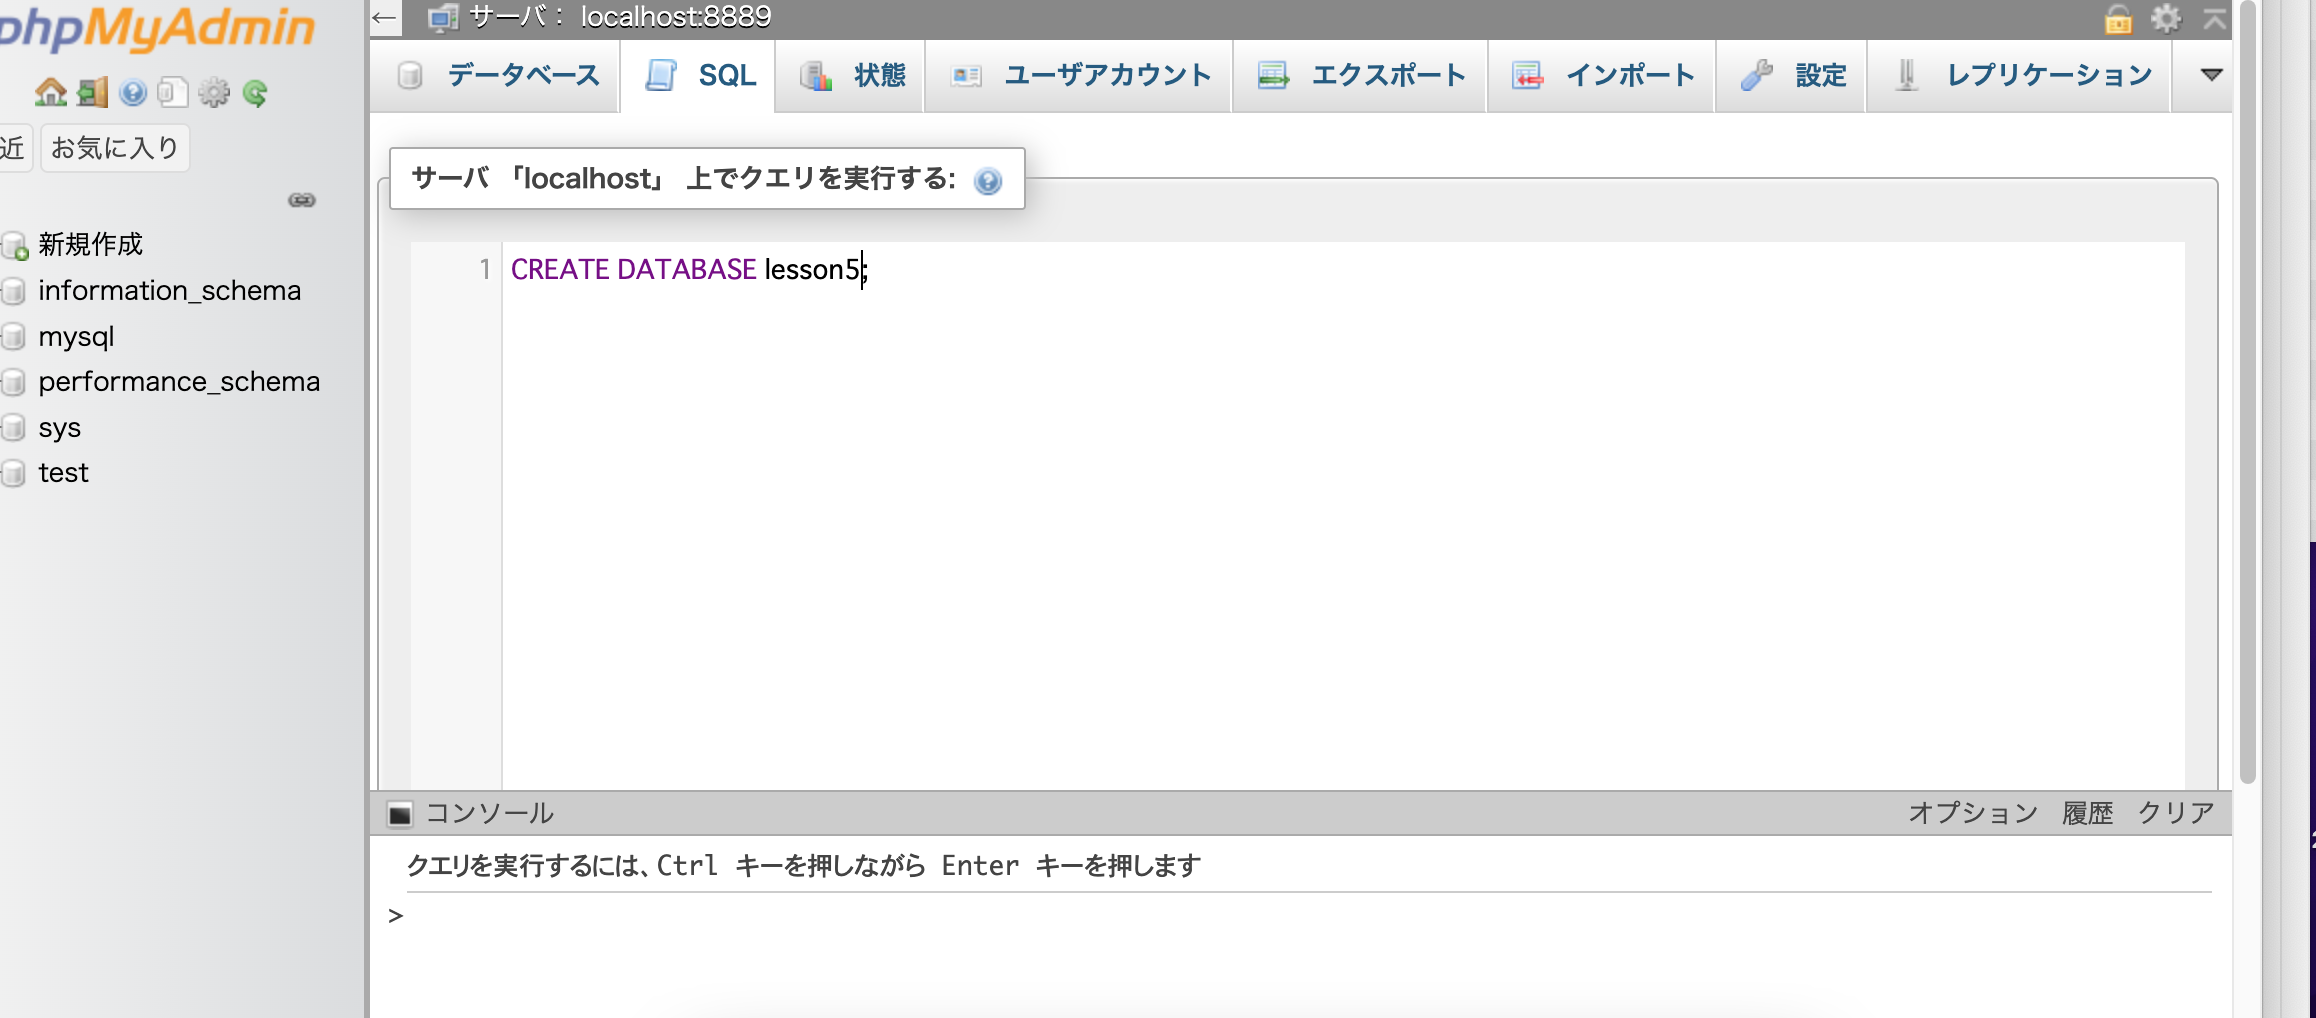 phpMyAdmin
近 お気に入り
新規作成
information_schema
mysql
performance_schema
sys
test
← サーバ： localhost:8889
データベース SQL 状態 ユーザアカウント エクスポート インポート 設定 レプリケーション
サーバ 「localhost」 上でクエリを実行する:
1 CREATE DATABASE lesson5;
コンソール オプション 履歴 クリア
クエリを実行するには、Ctrl キーを押しながら Enter キーを押します
>